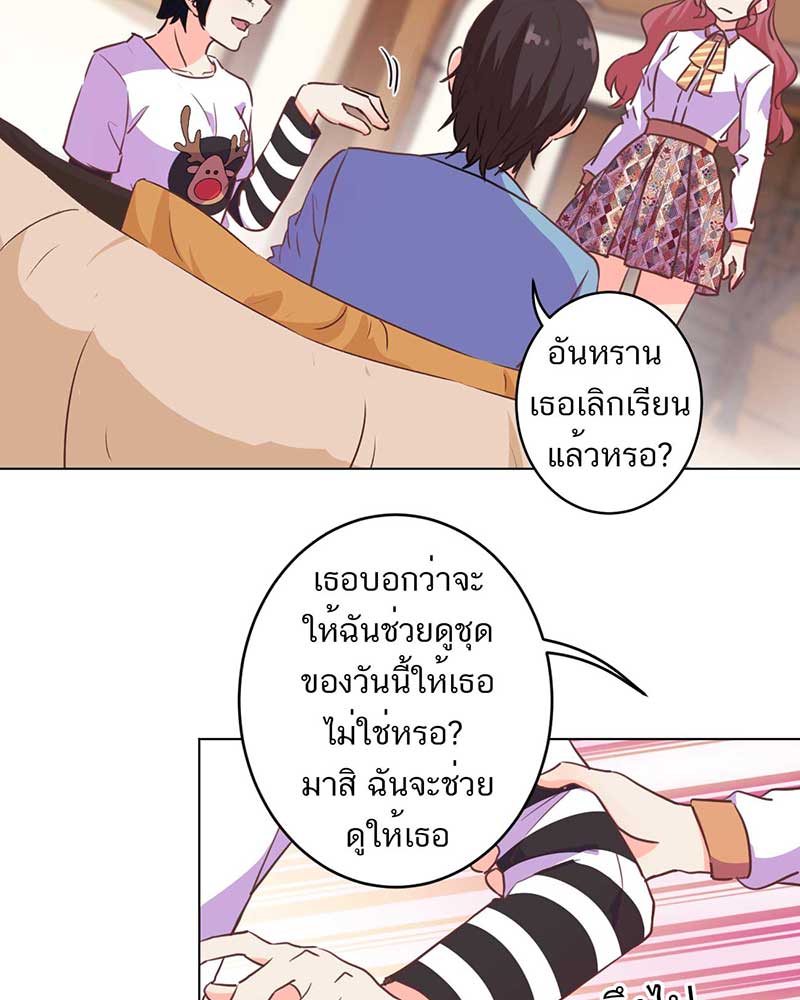 อันหราน
เธอเลิกเรียน
แล้วหรอ?
เธอบอกว่าจะ
ให้ฉันช่วยดูชุด
ของวันนี้ให้เธอ
ไม่ใช่หรอ?
มาสิ ฉันจะช่วย
ดูให้เธอ